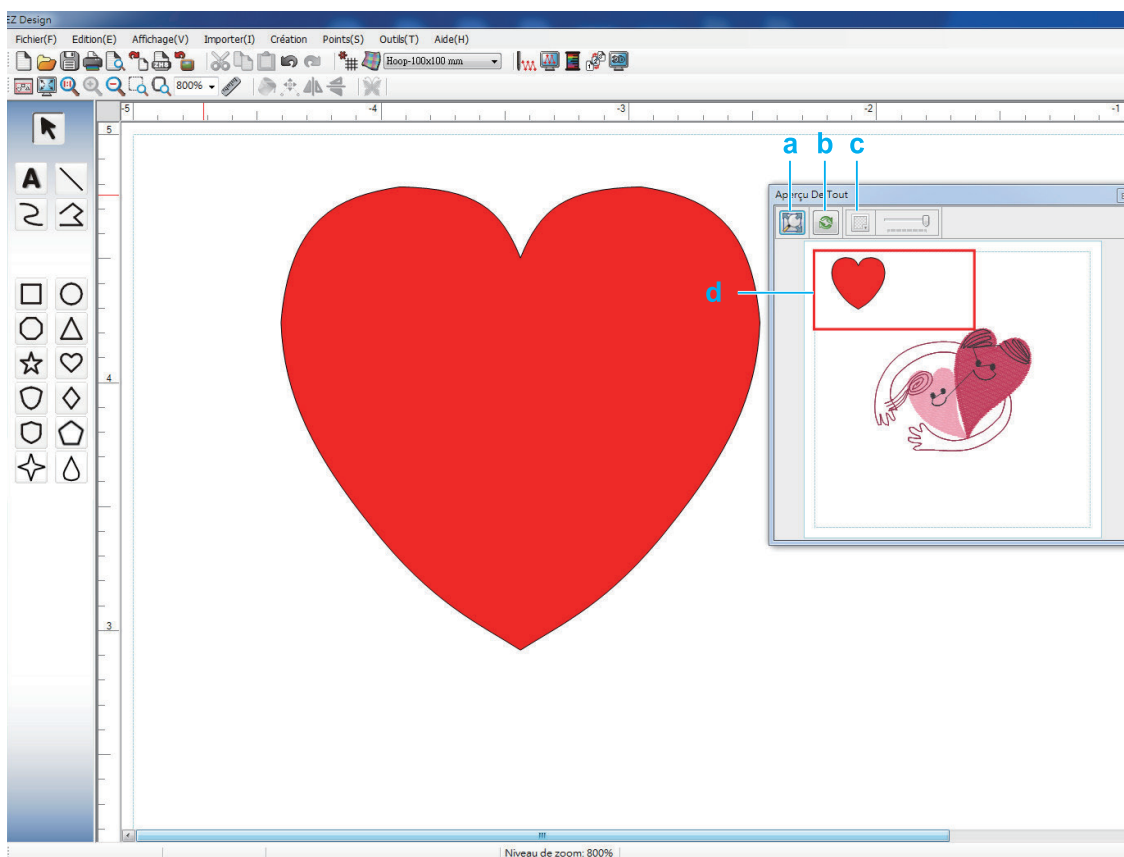 EZ Design
Fichier(F) Edition(E) Affichage(V) Importer(I) Création Points(S) Outils(T) Aide(H)
Hoop-100x100 mm
3D
800%
-5 -4 -3 -2 -1
5
a b c
Aperçu De Tout
d
A
4
3
Niveau de zoom: 800%